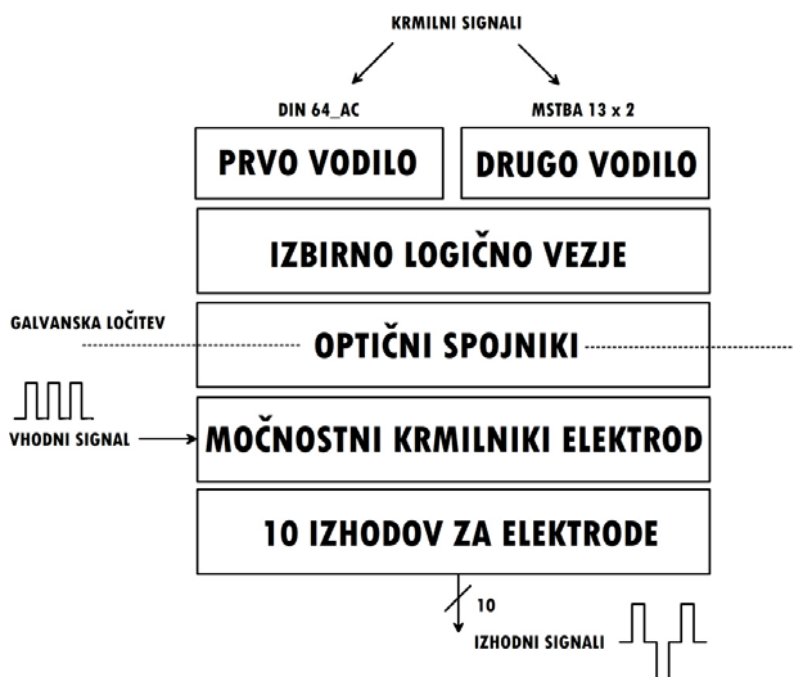 KRMILNI SIGNALI
DIN 64_AC
MSTBA 13 x 2
PRVO VODILO
DRUGO VODILO
IZBIRNO LOGIČNO VEZJE
GALVANSKA LOČITEV
OPTIČNI SPOJNIKI
VHODNI SIGNAL
MOČNOSTNI KRMILNIKI ELEKTROD
10 IZHODOV ZA ELEKTRODE
10
IZHODNI SIGNALI